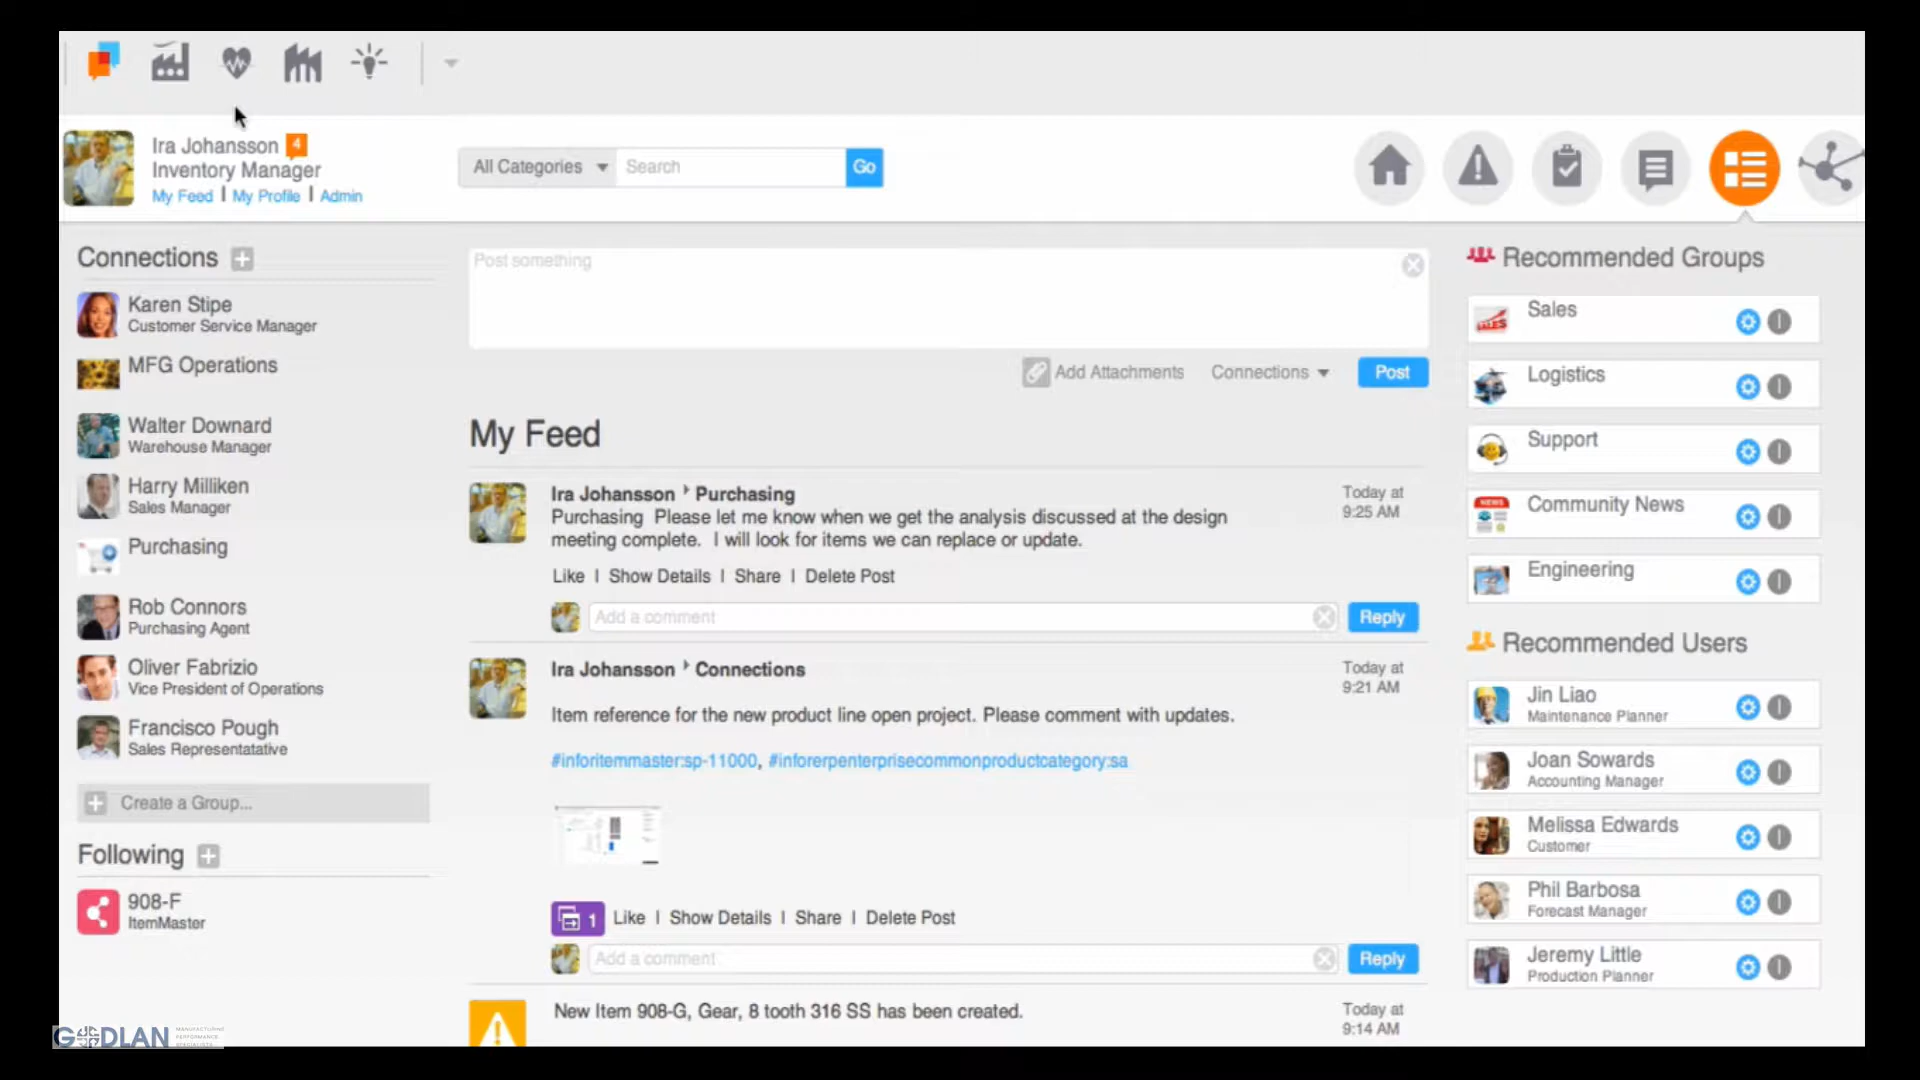 Ira Johansson 4
Inventory Manager
My Feed | My Profile | Admin
All Categories
Search
Go
Connections
Karen Stipe
Customer Service Manager
MFG Operations
Walter Downard
Warehouse Manager
Harry Milliken
Sales Manager
Purchasing
Rob Connors
Purchasing Agent
Oliver Fabrizio
Vice President of Operations
Francisco Pough
Sales Representatative
Create a Group...
Following
908-F
ItemMaster
Post something
Add Attachments
Connections
Post
My Feed
Ira Johansson Purchasing
Today at
9:25 AM
Purchasing Please let me know when we get the analysis discussed at the design
meeting complete. I will look for items we can replace or update.
Like | Show Details | Share | Delete Post
Add a comment
Reply
Ira Johansson Connections
Today at
9:21 AM
Item reference for the new product line open project. Please comment with updates.
#inforitemmaster:sp-11000, #inforerpenterprisecommonproductcategory:sa
1 Like | Show Details | Share | Delete Post
Add a comment
Reply
New Item 908-G, Gear, 8 tooth 316 SS has been created.
Today at
9:14 AM
Recommended Groups
Sales
Logistics
Support
Community News
NEWS
Engineering
Recommended Users
Jin Liao
Maintenance Planner
Joan Sowards
Accounting Manager
Melissa Edwards
Customer
Phil Barbosa
Forecast Manager
Jeremy Little
Production Planner
GODLAN
MANUFACTURING
PERFORMANCE
SPECIALISTS